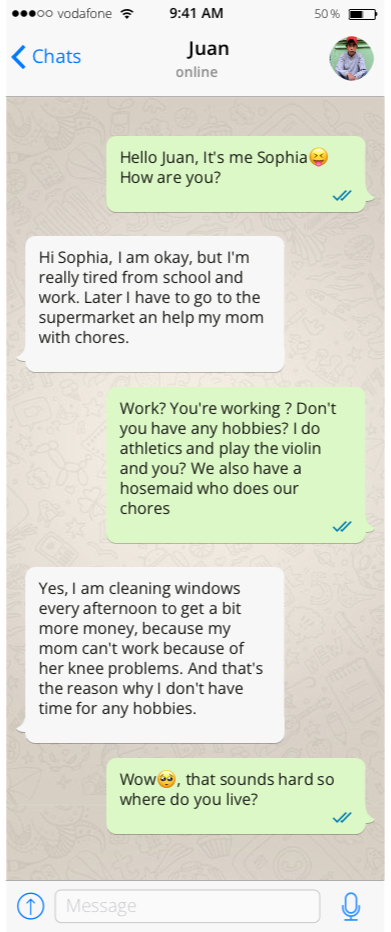 vodafone 9:41 AM 50%
Chats Juan
online
Hello Juan, It's me Sophia😝
How are you?
Hi Sophia, I am okay, but I'm
really tired from school and
work. Later I have to go to the
supermarket an help my mom
with chores.
Work? You're working ? Don't
you have any hobbies? I do
athletics and play the violin
and you? We also have a
hosemaid who does our
chores
Yes, I am cleaning windows
every afternoon to get a bit
more money, because my
mom can't work because of
her knee problems. And that's
the reason why I don't have
time for any hobbies.
Wow🥺, that sounds hard so
where do you live?
Message